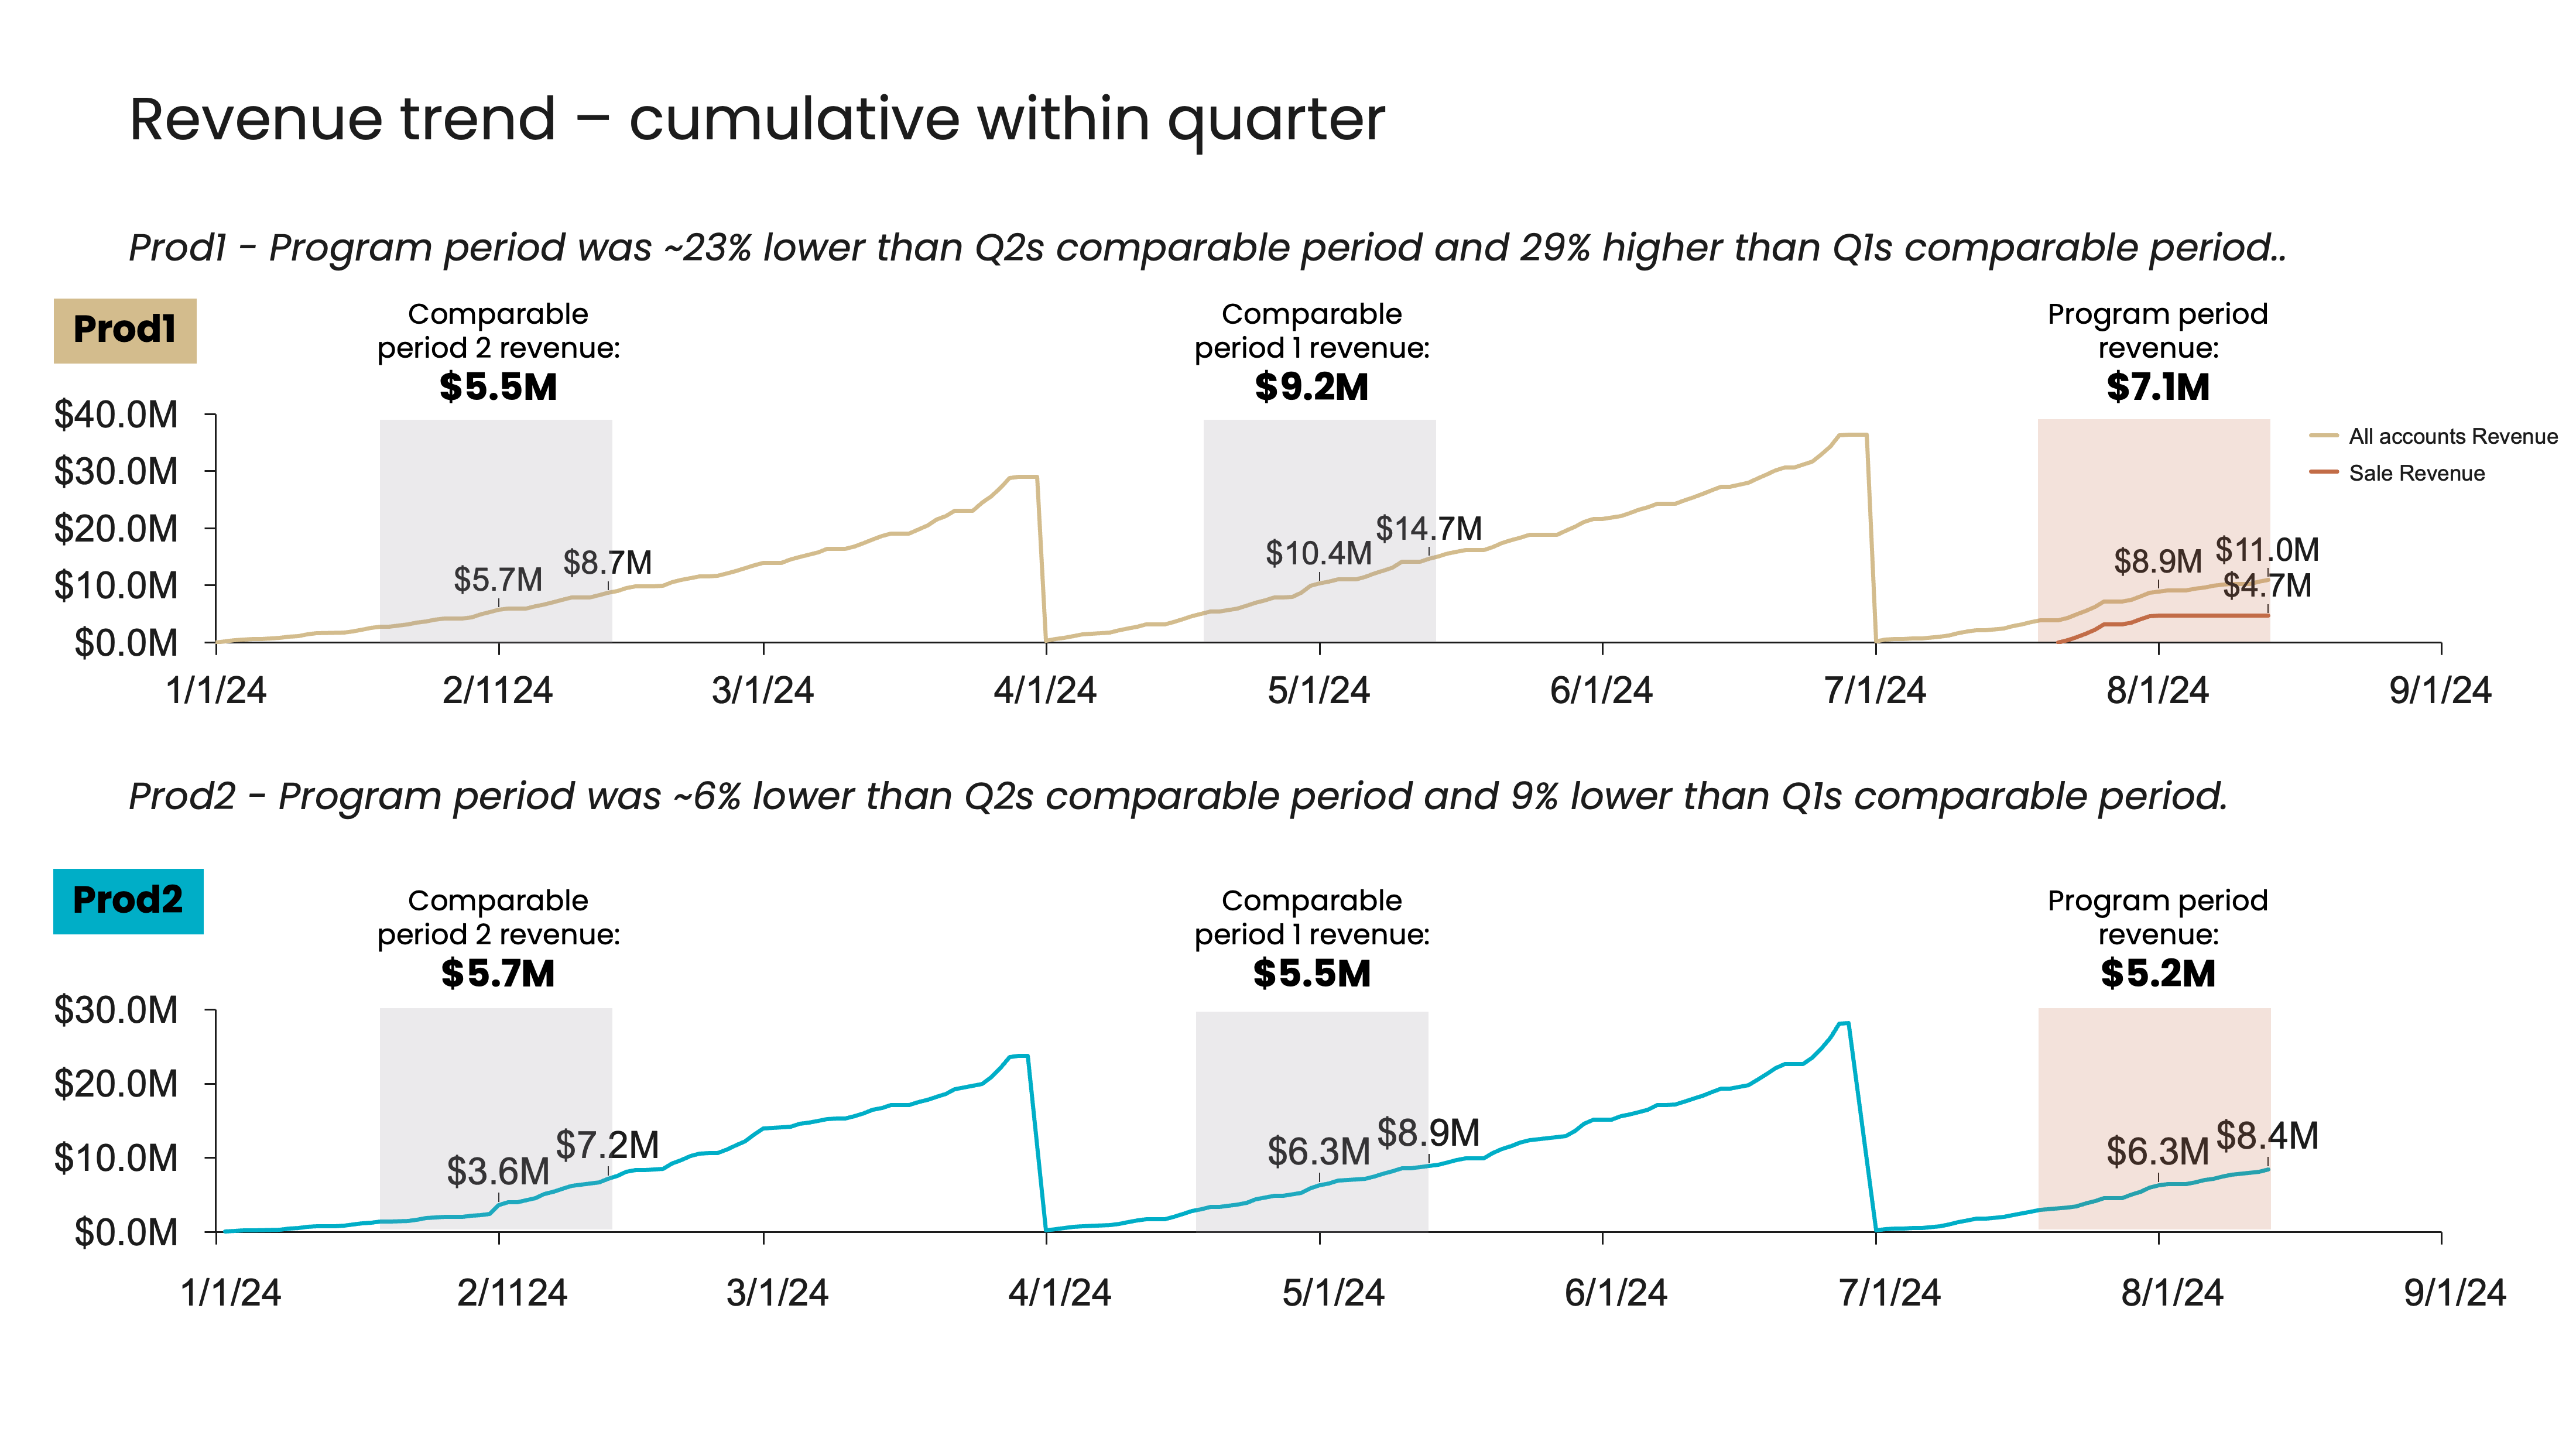 Revenue trend – cumulative within quarter
Prod1 - Program period was ~23% lower than Q2s comparable period and 29% higher than Q1s comparable period..
Prod1
Comparable
period 2 revenue:
$5.5M
Comparable
period 1 revenue:
$9.2M
Program period
revenue:
$7.1M
$40.0M
$30.0M
$20.0M
$10.0M
$0.0M
$5.7M
$8.7M
$10.4M
$14.7M
$8.9M
$11.0M
$4.7M
All accounts Revenue
Sale Revenue
1/1/24
2/1124
3/1/24
4/1/24
5/1/24
6/1/24
7/1/24
8/1/24
9/1/24
Prod2 - Program period was ~6% lower than Q2s comparable period and 9% lower than Q1s comparable period.
Prod2
Comparable
period 2 revenue:
$5.7M
Comparable
period 1 revenue:
$5.5M
Program period
revenue:
$5.2M
$30.0M
$20.0M
$10.0M
$0.0M
$3.6M
$7.2M
$6.3M
$8.9M
$6.3M
$8.4M
1/1/24
2/1124
3/1/24
4/1/24
5/1/24
6/1/24
7/1/24
8/1/24
9/1/24